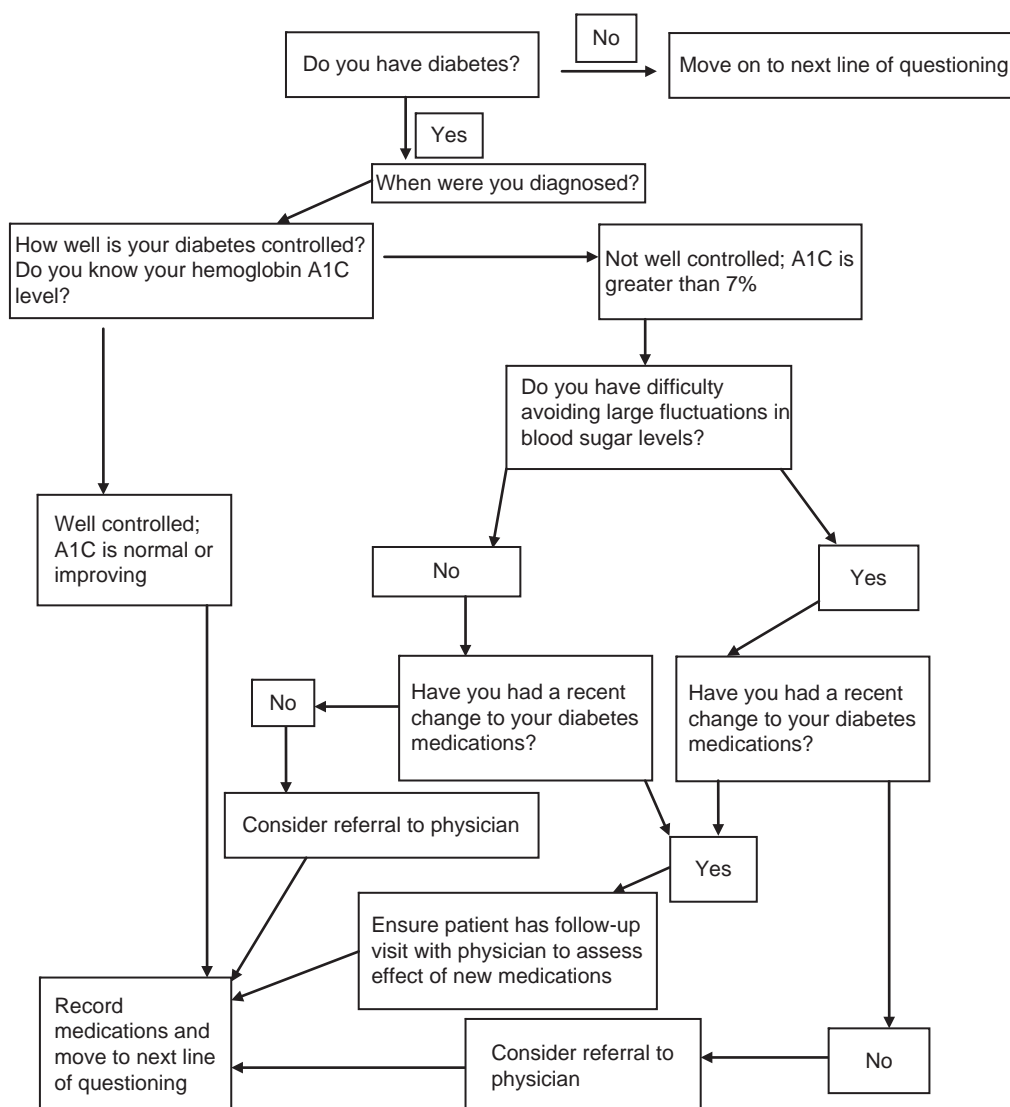 No
Do you have diabetes?
Move on to next line of questioning
Yes
When were you diagnosed?
How well is your diabetes controlled?
Do you know your hemoglobin A1C
level?
Not well controlled; A1C is
greater than 7%
Do you have difficulty
avoiding large fluctuations in
blood sugar levels?
Well controlled;
A1C is normal or
improving
No
Yes
No
Have you had a recent
change to your diabetes
medications?
Have you had a recent
change to your diabetes
medications?
Consider referral to physician
Yes
Ensure patient has follow-up
visit with physician to assess
effect of new medications
Record
medications and
move to next line
of questioning
Consider referral to
physician
No